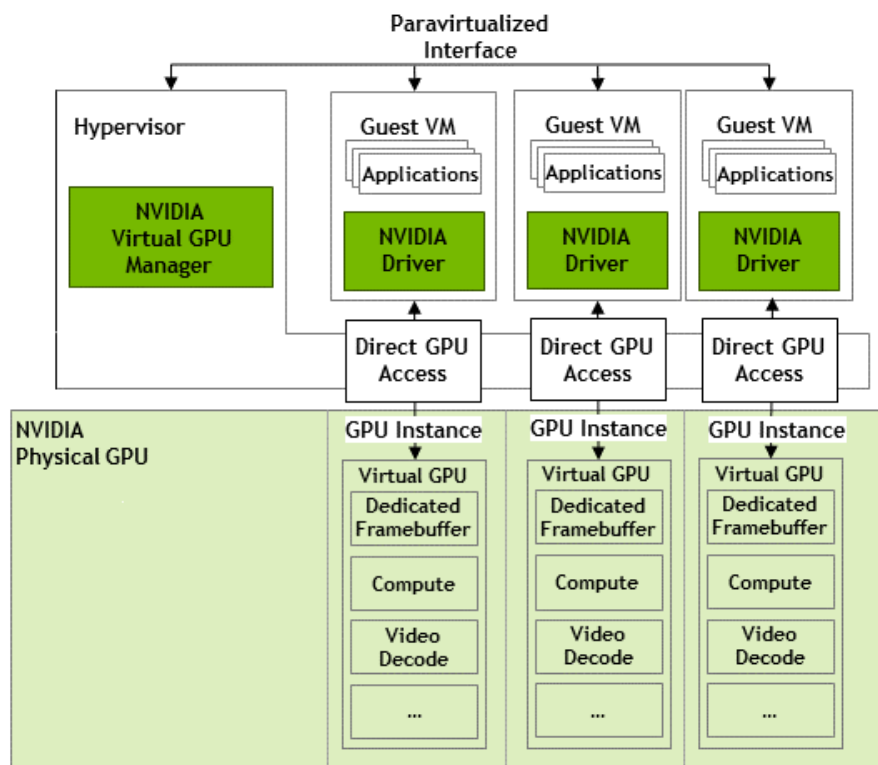 Paravirtualized
Interface
Hypervisor
NVIDIA
Virtual GPU
Manager
Guest VM
Applications
NVIDIA
Driver
Guest VM
Applications
NVIDIA
Driver
Guest VM
Applications
NVIDIA
Driver
Direct GPU
Access
Direct GPU
Access
Direct GPU
Access
NVIDIA
Physical GPU
GPU Instance
Virtual GPU
Dedicated
Framebuffer
Compute
Video
Decode
...
GPU Instance
Virtual GPU
Dedicated
Framebuffer
Compute
Video
Decode
...
GPU Instance
Virtual GPU
Dedicated
Framebuffer
Compute
Video
Decode
...